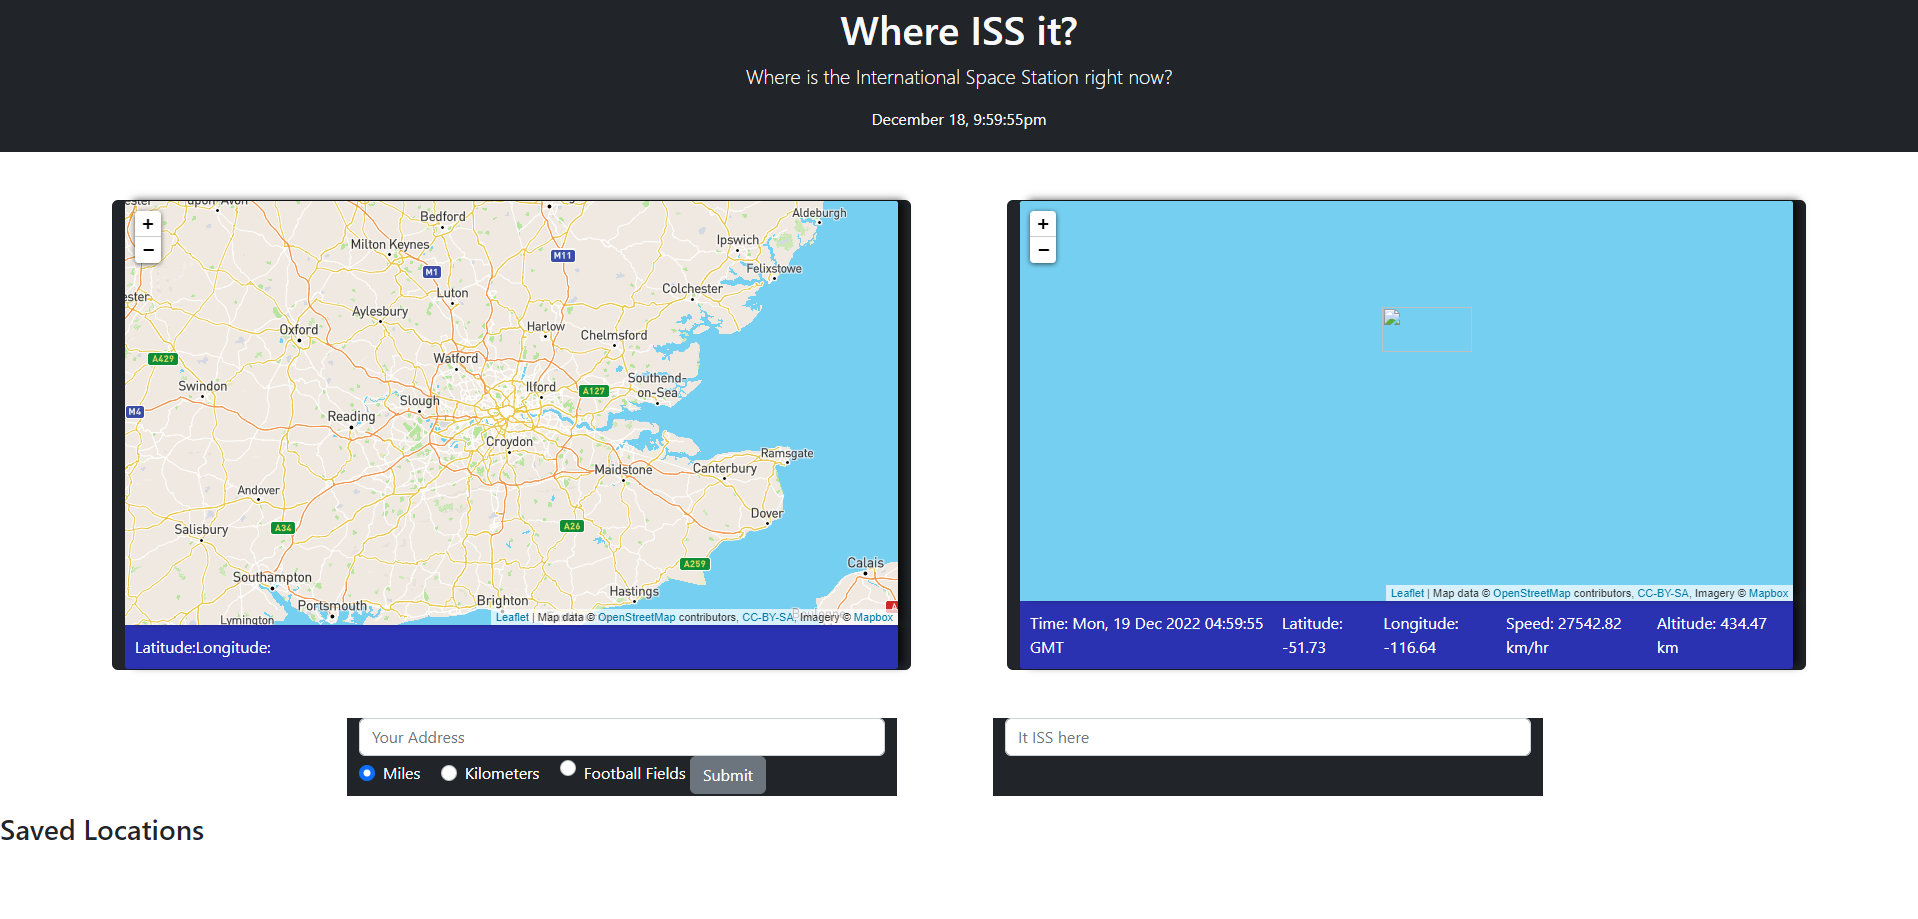 Where ISS it?
Where is the International Space Station right now?
December 18, 9:59:55pm
+
−
Aldeburgh
Bedford
Ipswich
Milton Keynes
M11
Felixstowe
M1
Colchester
Luton
Aylesbury
Harlow
Oxford
Chelmsford
A429
Watford
Southend-
on-Sea
Swindon
Ilford
A127
Slough
M4
Reading
Croydon
Ramsgate
Maidstone
Canterbury
Andover
Dover
Salisbury
A34
A26
A259
Calais
Southampton
Hastings
Brighton
Portsmouth
Lymington
Leaflet | Map data © OpenStreetMap contributors, CC-BY-SA, Imagery © Mapbox
Latitude:Longitude:
+
−
Leaflet | Map data © OpenStreetMap contributors, CC-BY-SA, Imagery © Mapbox
Time: Mon, 19 Dec 2022 04:59:55 Latitude: Longitude: Speed: 27542.82 Altitude: 434.47
GMT -51.73 -116.64 km/hr km
Your Address
It ISS here
Miles Kilometers Football Fields Submit
Saved Locations